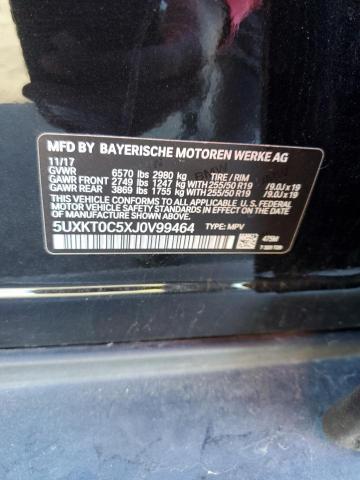 MFD BY BAYERISCHE MOTOREN WERKE AG
11/17
GVWR 6570 lbs 2980 kg TIRE / RIM
GAWR FRONT 2749 lbs 1247 kg WITH 255/50 R19 /9.0J x 19
GAWR REAR 3869 lbs 1755 kg WITH 255/50 R19 /9.0J x 19
THIS VEHICLE CONFORMS TO ALL APPLICABLE
FEDERAL MOTOR VEHICLE SAFETY AND THEFT PREVENTION
STANDARDS IN EFFECT ON THE DATE OF MANUFACTURE SHOWN ABOVE.
5UXKT0C5XJ0V99464 TYPE: MPV